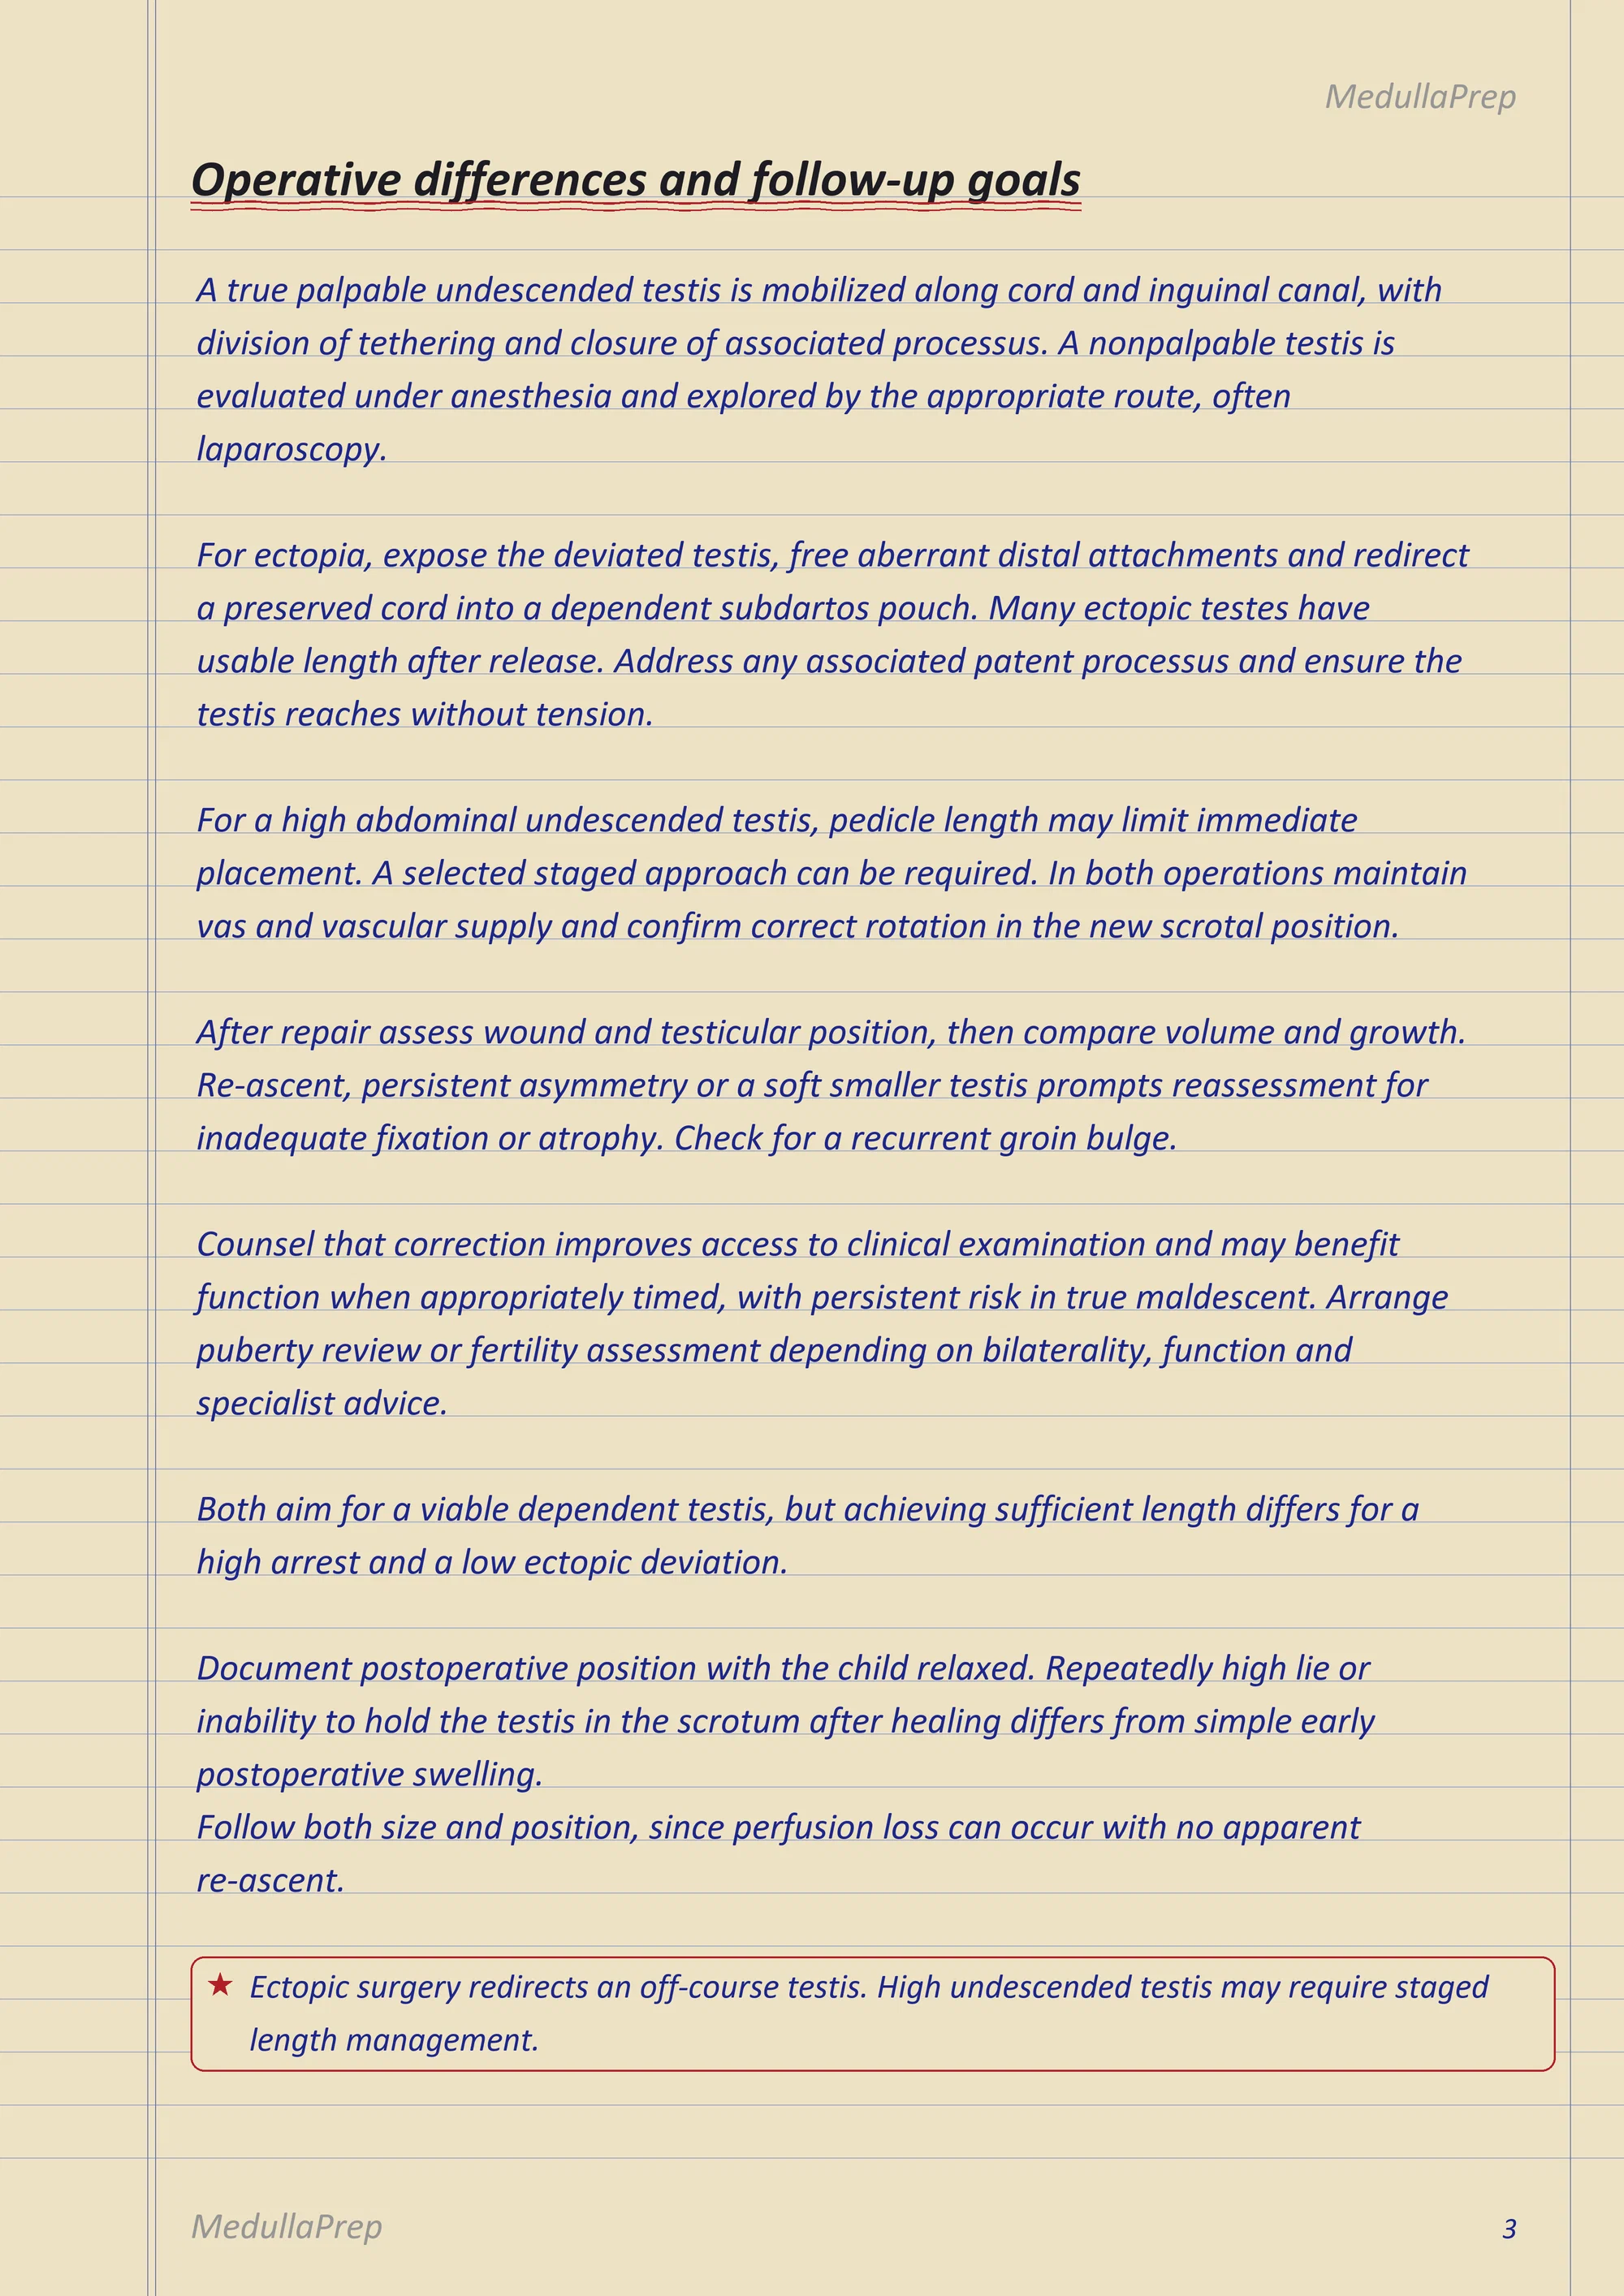 MedullaPrep
Operative differences and follow-up goals
A true palpable undescended testis is mobilized along cord and inguinal canal, with
division of tethering and closure of associated processus. A nonpalpable testis is
evaluated under anesthesia and explored by the appropriate route, often
laparoscopy.
For ectopia, expose the deviated testis, free aberrant distal attachments and redirect
a preserved cord into a dependent subdartos pouch. Many ectopic testes have
usable length after release. Address any associated patent processus and ensure the
testis reaches without tension.
For a high abdominal undescended testis, pedicle length may limit immediate
placement. A selected staged approach can be required. In both operations maintain
vas and vascular supply and confirm correct rotation in the new scrotal position.
After repair assess wound and testicular position, then compare volume and growth.
Re-ascent, persistent asymmetry or a soft smaller testis prompts reassessment for
inadequate fixation or atrophy. Check for a recurrent groin bulge.
Counsel that correction improves access to clinical examination and may benefit
function when appropriately timed, with persistent risk in true maldescent. Arrange
puberty review or fertility assessment depending on bilaterality, function and
specialist advice.
Both aim for a viable dependent testis, but achieving sufficient length differs for a
high arrest and a low ectopic deviation.
Document postoperative position with the child relaxed. Repeatedly high lie or
inability to hold the testis in the scrotum after healing differs from simple early
postoperative swelling.
Follow both size and position, since perfusion loss can occur with no apparent
re-ascent.
★ Ectopic surgery redirects an off-course testis. High undescended testis may require staged
length management.
MedullaPrep
3